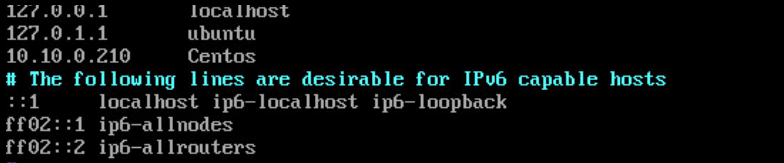 127.0.0.1 localhost
127.0.1.1 ubuntu
10.10.0.210 Centos
# The following lines are desirable for IPv6 capable hosts
::1 localhost ip6-localhost ip6-loopback
ff02::1 ip6-allnodes
ff02::2 ip6-allrouters